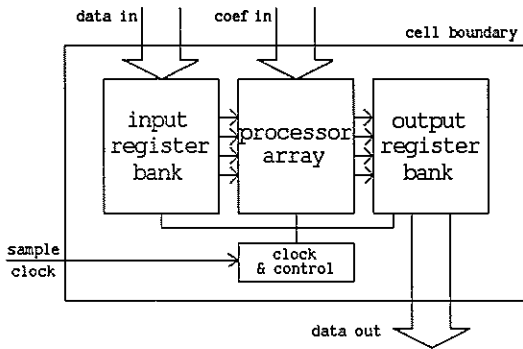 data in
coef in
cell boundary
input
register
bank
processor
array
output
register
bank
sample
clock
clock
& control
data out